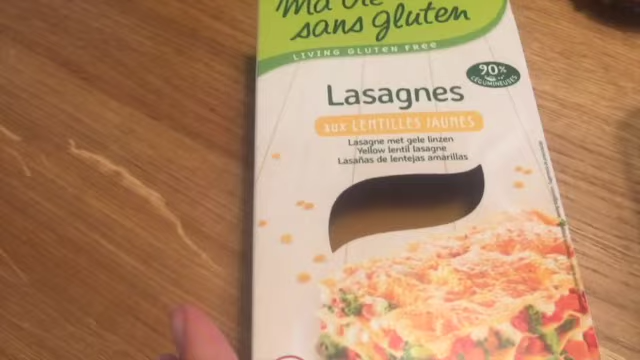 Ma vie
sans gluten
LIVING GLUTEN FREE
90%
LÉGUMINEUSES
Lasagnes
aux LENTILLES JAUNES
Lasagne met gele linzen
Yellow lentil lasagne
Lasañas de lentejas amarillas